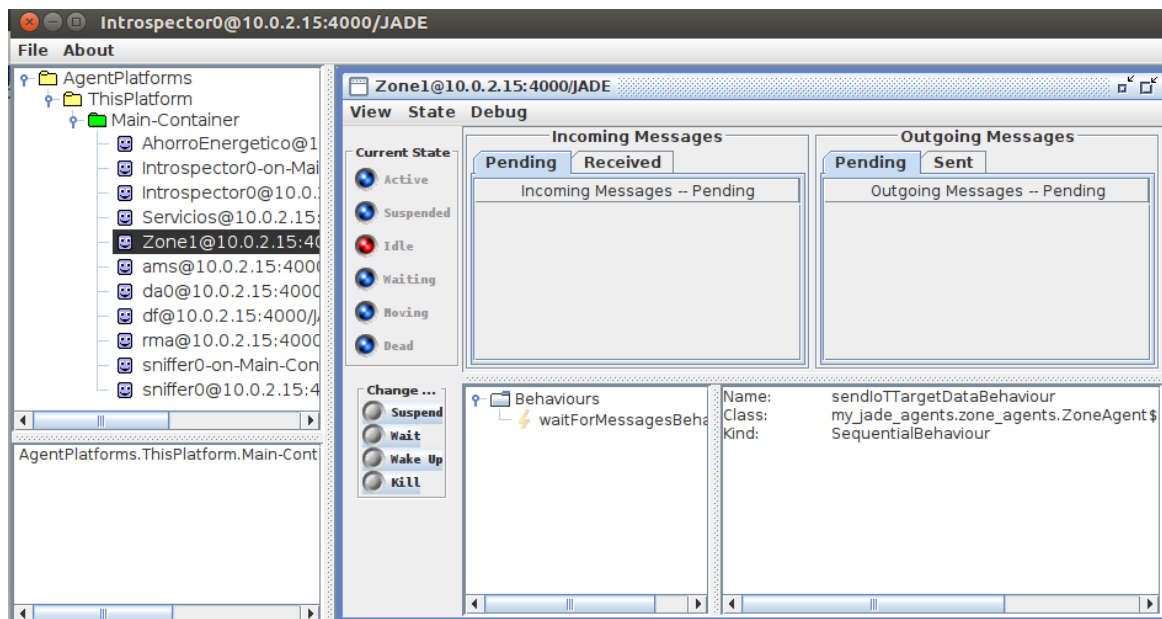 Introspector0@10.0.2.15:4000/JADE
File About
AgentPlatforms
ThisPlatform
Main-Container
AhorroEnergetico@1
Introspector0-on-Mai
Introspector0@10.0.
Servicios@10.0.2.15:
Zone1@10.0.2.15:40
ams@10.0.2.15:4000
da0@10.0.2.15:4000
df@10.0.2.15:4000/J
rma@10.0.2.15:4000
sniffer0-on-Main-Con
sniffer0@10.0.2.15:4
AgentPlatforms.ThisPlatform.Main-Cont
Zone1@10.0.2.15:4000/JADE
View State Debug
Current State
Active
Suspended
Idle
Waiting
Moving
Dead
Incoming Messages
Pending Received
Incoming Messages -- Pending
Outgoing Messages
Pending Sent
Outgoing Messages -- Pending
Change ...
Suspend
Wait
Wake Up
Kill
Behaviours
waitForMessagesBeha
Name: sendIoTTargetDataBehaviour
Class: my_jade_agents.zone_agents.ZoneAgent$
Kind: SequentialBehaviour